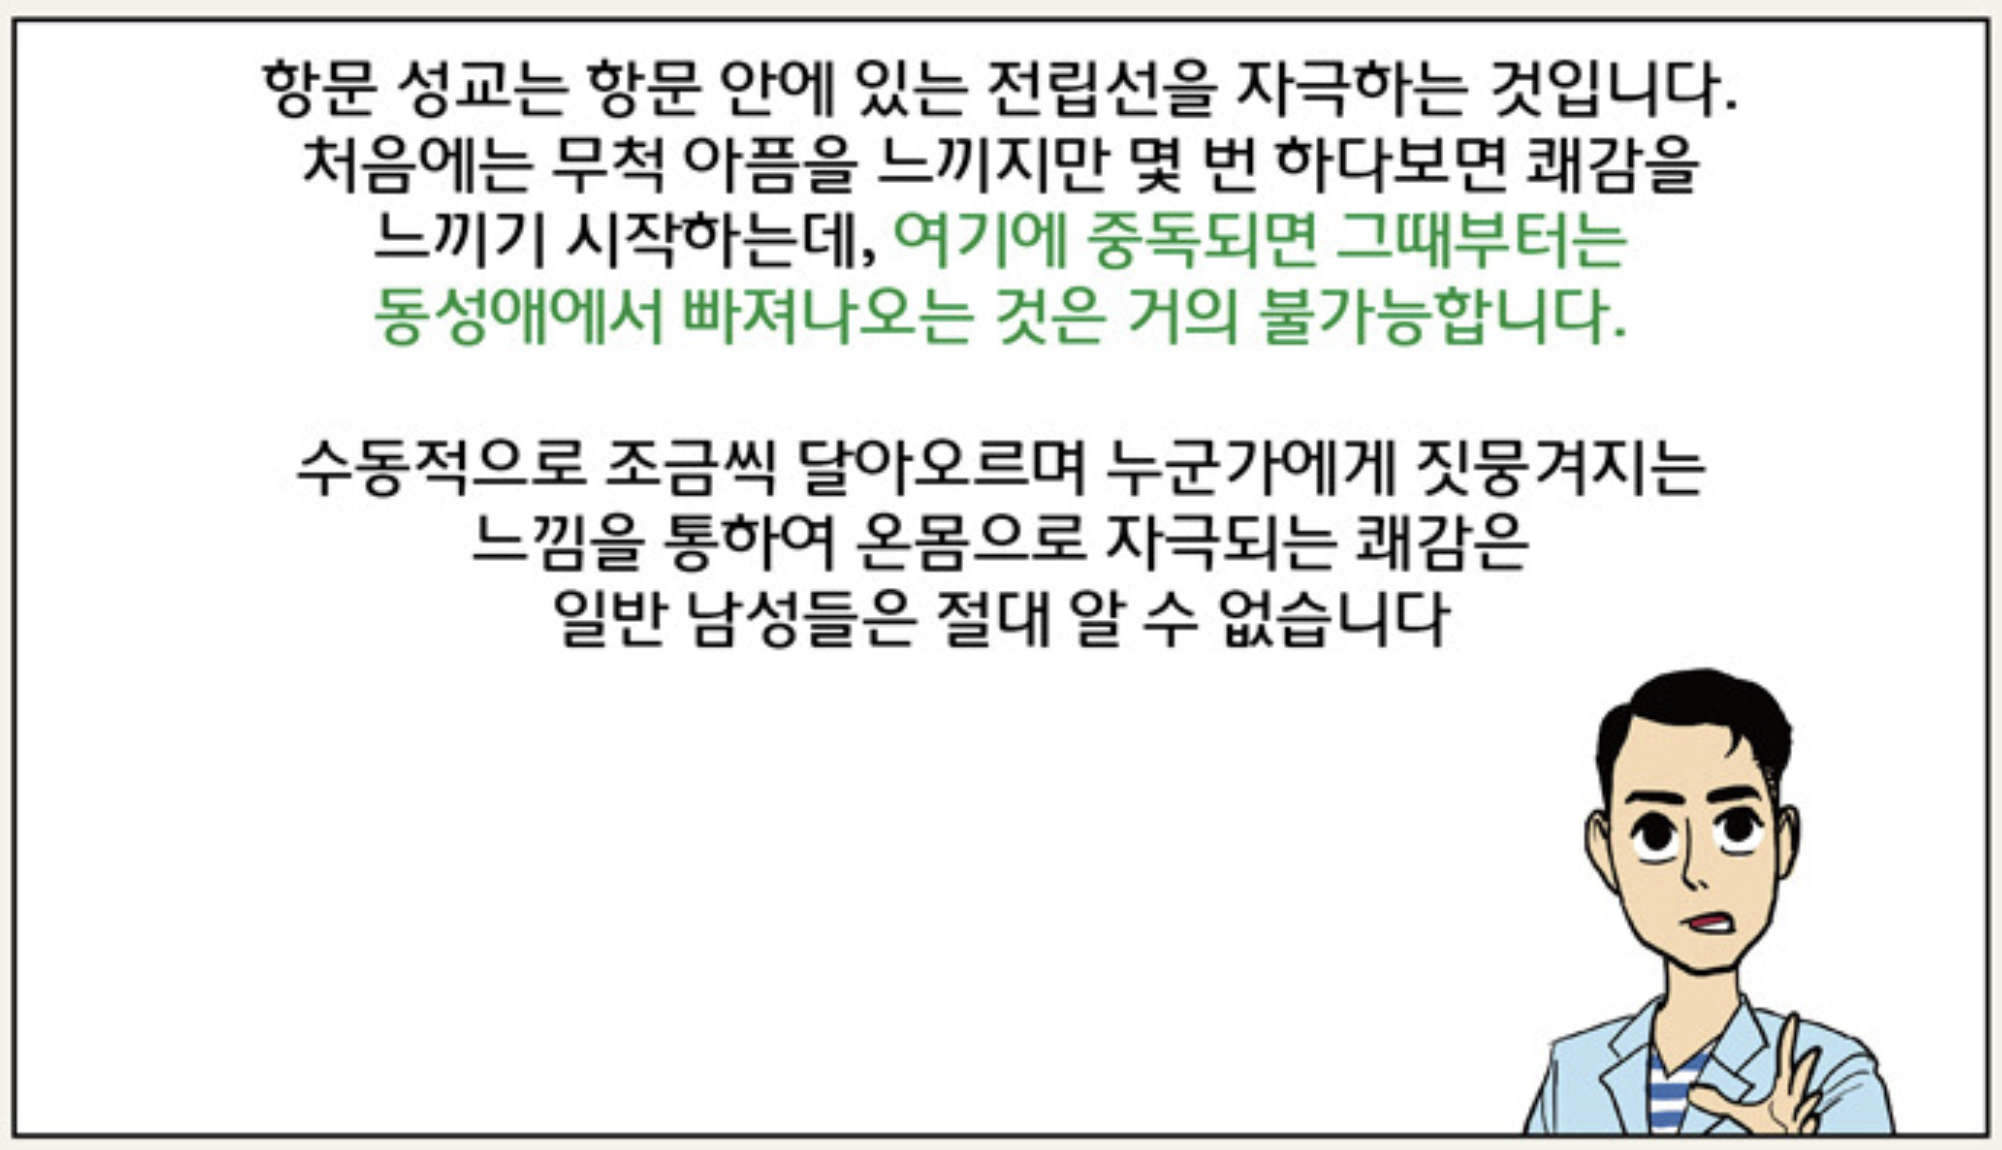 항문 성교는 항문 안에 있는 전립선을 자극하는 것입니다.
처음에는 무척 아픔을 느끼지만 몇 번 하다보면 쾌감을
느끼기 시작하는데, 여기에 중독되면 그때부터는
동성애에서 빠져나오는 것은 거의 불가능합니다.
수동적으로 조금씩 달아오르며 누군가에게 짓뭉겨지는
느낌을 통하여 온몸으로 자극되는 쾌감은
일반 남성들은 절대 알 수 없습니다